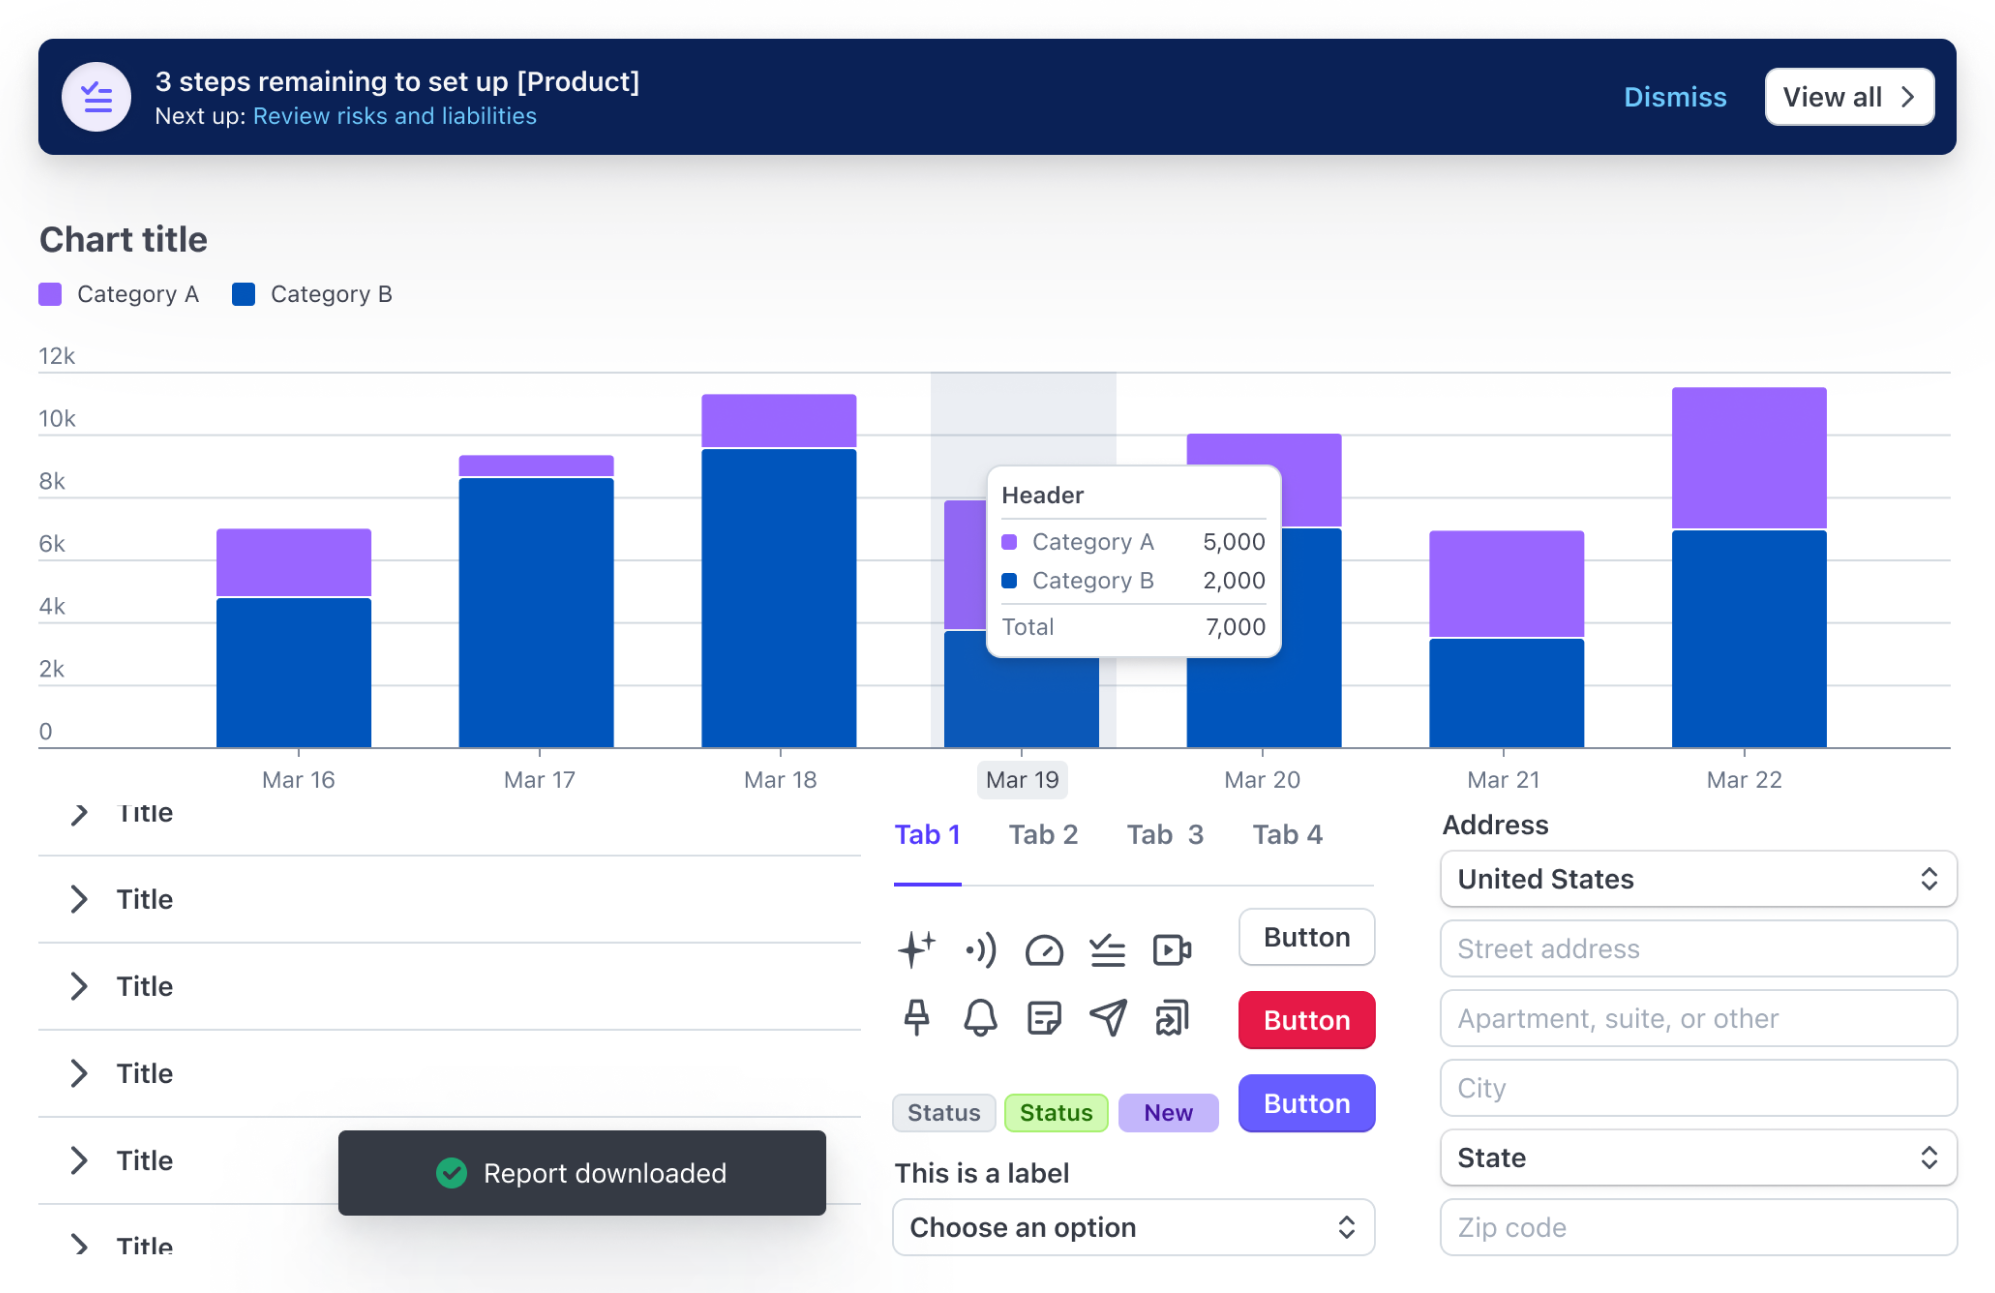 3 steps remaining to set up [Product]
Next up: Review risks and liabilities
Dismiss
View all
Chart title
Category A
Category B
12k
10k
8k
6k
4k
2k
0
Header
Category A 5,000
Category B 2,000
Total 7,000
Mar 16
Mar 17
Mar 18
Mar 19
Mar 20
Mar 21
Mar 22
Title
Title
Title
Title
Title
Title
Report downloaded
Tab 1
Tab 2
Tab 3
Tab 4
Button
Button
Button
Status
Status
New
This is a label
Choose an option
Address
United States
Street address
Apartment, suite, or other
City
State
Zip code